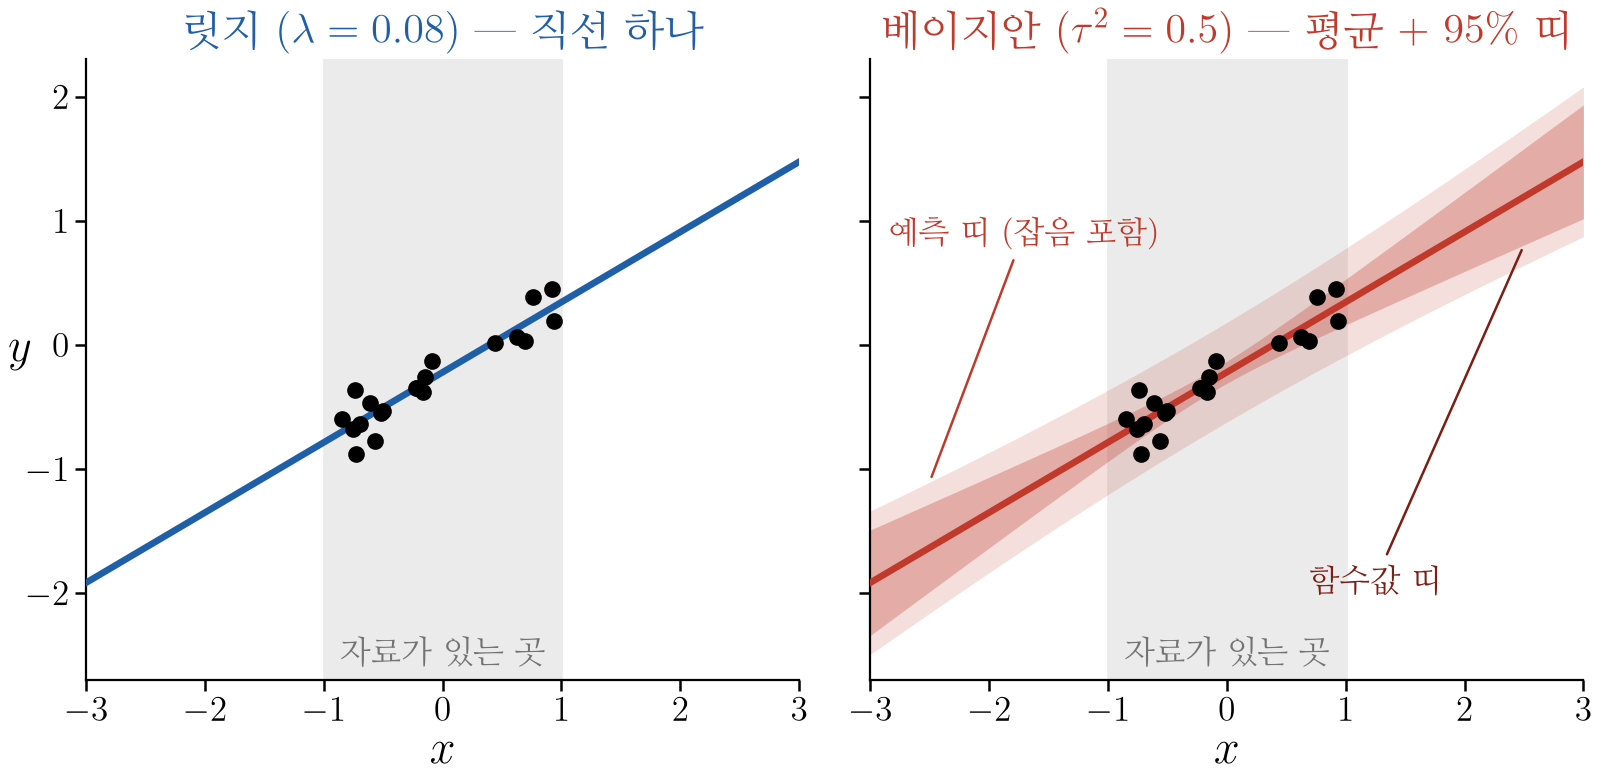 릿지 (λ = 0.08) — 직선 하나
2
1
0
−1
−2
y
자료가 있는 곳
−3 −2 −1 0 1 2 3
x
베이지안 (τ² = 0.5) — 평균 + 95% 띠
예측 띠 (잡음 포함)
함수값 띠
자료가 있는 곳
−3 −2 −1 0 1 2 3
x